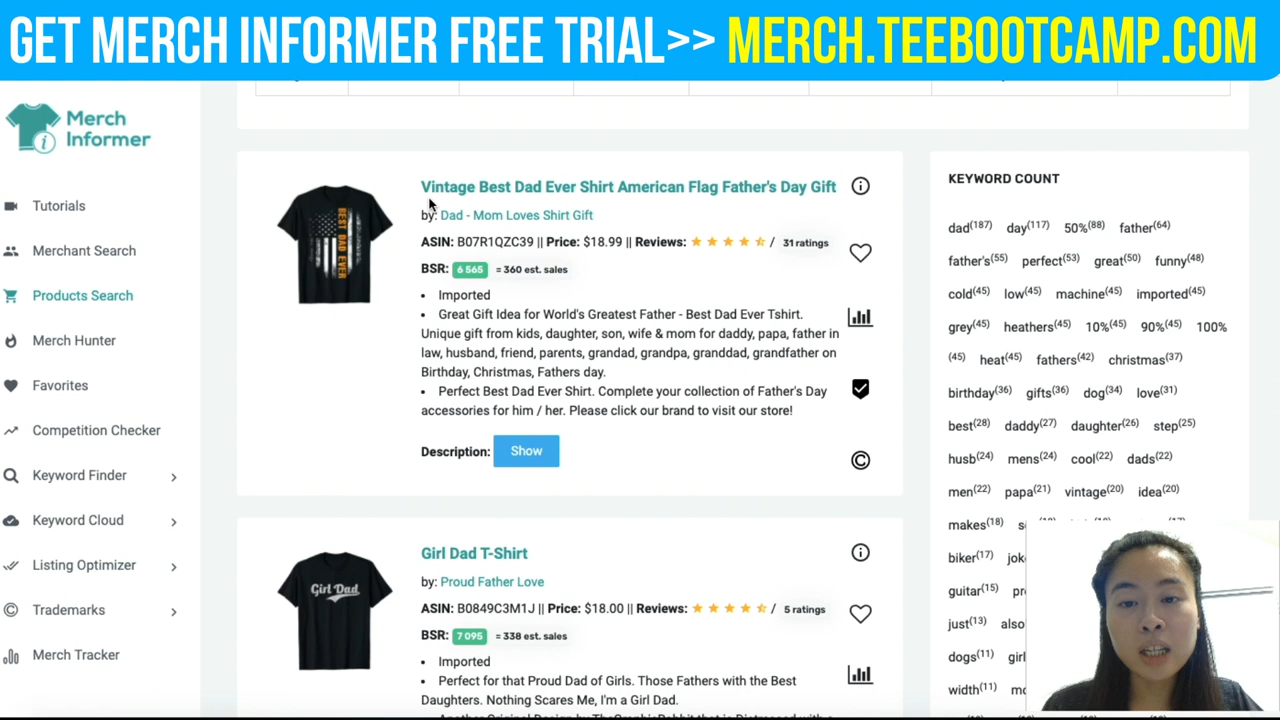 GET MERCH INFORMER FREE TRIAL>> MERCH.TEEBOOTCAMP.COM
Merch
Informer
Tutorials
Merchant Search
Products Search
Merch Hunter
Favorites
Competition Checker
Keyword Finder
Keyword Cloud
Listing Optimizer
Trademarks
Merch Tracker
BEST DAD EVER
Vintage Best Dad Ever Shirt American Flag Father's Day Gift
by: Dad - Mom Loves Shirt Gift
ASIN: B07R1QZC39 || Price: $18.99 || Reviews: / 31 ratings
BSR: 6 565 = 360 est. sales
• Imported
• Great Gift Idea for World's Greatest Father - Best Dad Ever Tshirt.
Unique gift from kids, daughter, son, wife & mom for daddy, papa, father in
law, husband, friend, parents, grandad, grandpa, granddad, grandfather on
Birthday, Christmas, Fathers day.
• Perfect Best Dad Ever Shirt. Complete your collection of Father's Day
accessories for him / her. Please click our brand to visit our store!
Description: Show
Girl Dad
Girl Dad T-Shirt
by: Proud Father Love
ASIN: B0849C3M1J || Price: $18.00 || Reviews: / 5 ratings
BSR: 7 095 = 338 est. sales
• Imported
• Perfect for that Proud Dad of Girls. Those Fathers with the Best
Daughters. Nothing Scares Me, I'm a Girl Dad.
KEYWORD COUNT
dad(187) day(117) 50%(88) father(64)
father's(55) perfect(53) great(50) funny(48)
cold(45) low(45) machine(45) imported(45)
grey(45) heathers(45) 10%(45) 90%(45) 100%
(45) heat(45) fathers(42) christmas(37)
birthday(36) gifts(36) dog(34) love(31)
best(28) daddy(27) daughter(26) step(25)
husb(24) mens(24) cool(22) dads(22)
men(22) papa(21) vintage(20) idea(20)
makes(18)
biker(17) jok
guitar(15) pr
just(13) also
dogs(11) girl
width(11)